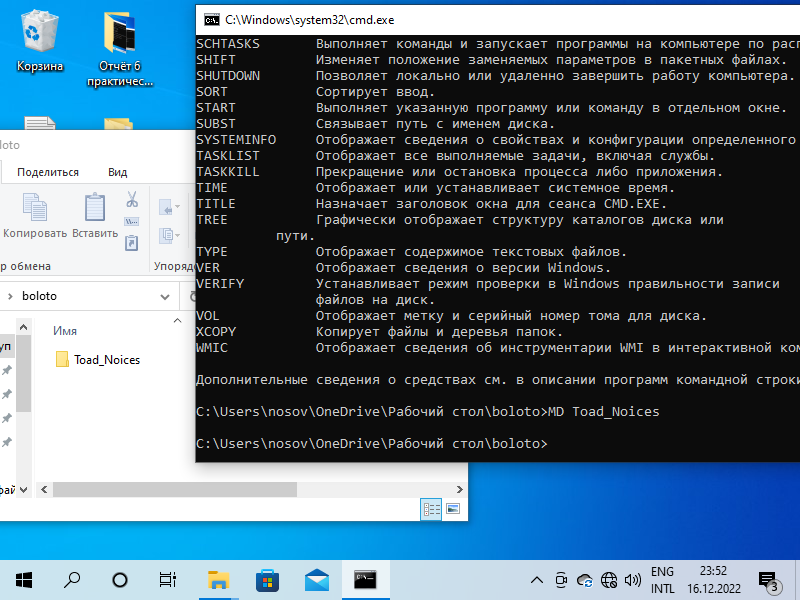 Корзина
Отчёт 6
практичес...
C:\Windows\system32\cmd.exe
SCHTASKS Выполняет команды и запускает программы на компьютере по
SHIFT Изменяет положение заменяемых параметров в пакетных файлах.
SHUTDOWN Позволяет локально или удаленно завершить работу компьютера.
SORT Сортирует ввод.
START Выполняет указанную программу или команду в отдельном окне.
SUBST Связывает путь с именем диска.
SYSTEMINFO Отображает сведения о свойствах и конфигурации определенного
TASKLIST Отображает все выполняемые задачи, включая службы.
TASKKILL Прекращение или остановка процесса либо приложения.
TIME Отображает или устанавливает системное время.
TITLE Назначает заголовок окна для сеанса CMD.EXE.
TREE Графически отображает структуру каталогов диска или
пути.
TYPE Отображает содержимое текстовых файлов.
VER Отображает сведения о версии Windows.
VERIFY Устанавливает режим проверки в Windows правильности записи
файлов на диск.
VOL Отображает метку и серийный номер тома для диска.
XCOPY Копирует файлы и деревья папок.
WMIC Отображает сведения об инструментарии WMI в интерактивной
Дополнительные сведения о средствах см. в описании программ командной строки
C:\Users\nosov\OneDrive\Рабочий стол\boloto>MD Toad_Noices
C:\Users\nosov\OneDrive\Рабочий стол\boloto>
loto
Поделиться Вид
Копировать Вставить
р обмена Упоряд
boloto
Имя
уп
Toad_Noices
фай
ENG 23:52
INTL 16.12.2022
3